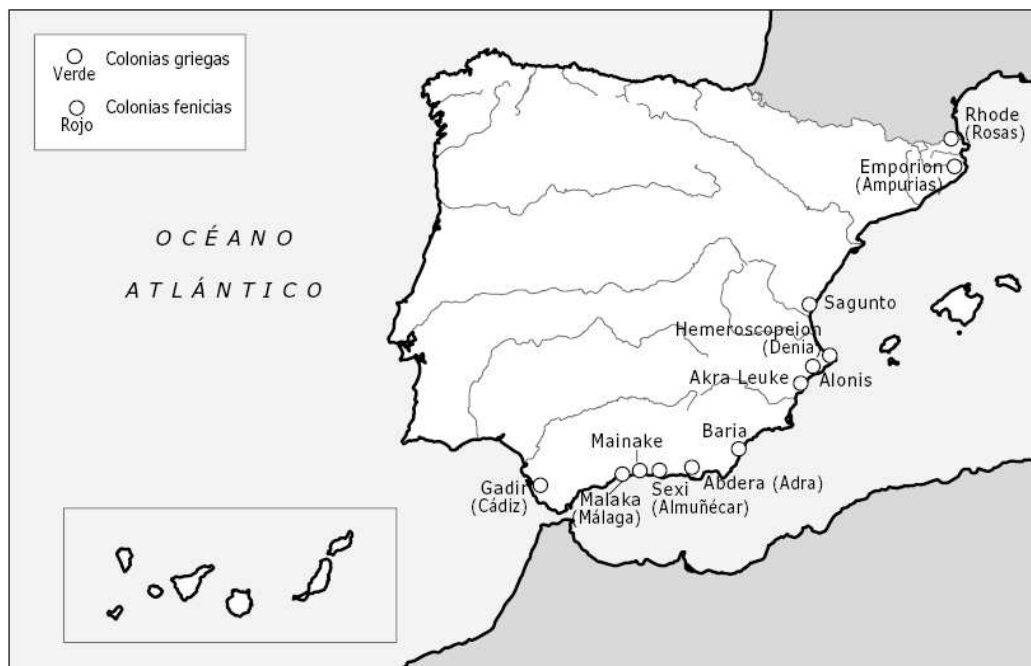 Colonias griegas
Verde
Colonias fenicias
Rojo
Rhode
(Rosas)
Emporion
(Ampurias)
OCÉANO
ATLÁNTICO
Sagunto
Hemeroscopeion
(Denia)
Akra Leuke
Alonis
Baria
Mainake
Gadir
(Cádiz)
Malaka
(Málaga)
Sexi
(Almuñécar)
Abdera (Adra)